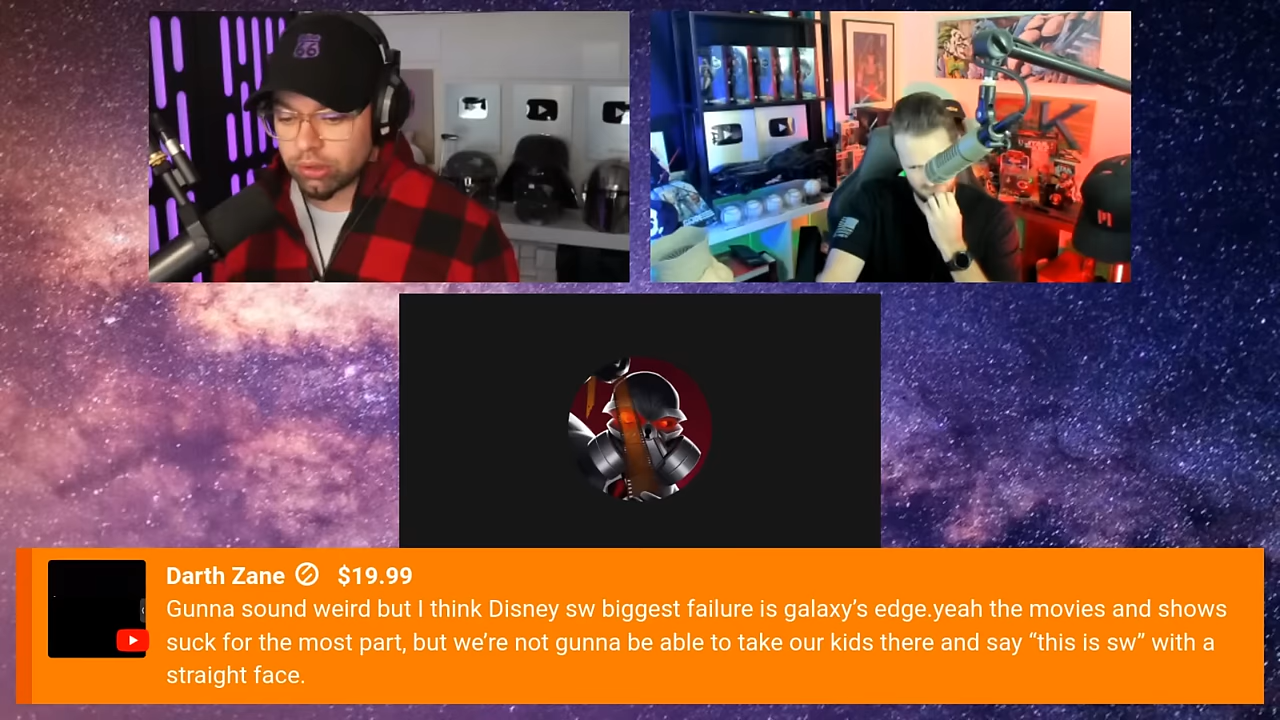 66
K
Darth Zane $19.99
Gunna sound weird but I think Disney sw biggest failure is galaxy’s edge.yeah the movies and shows
suck for the most part, but we’re not gunna be able to take our kids there and say “this is sw” with a
straight face.